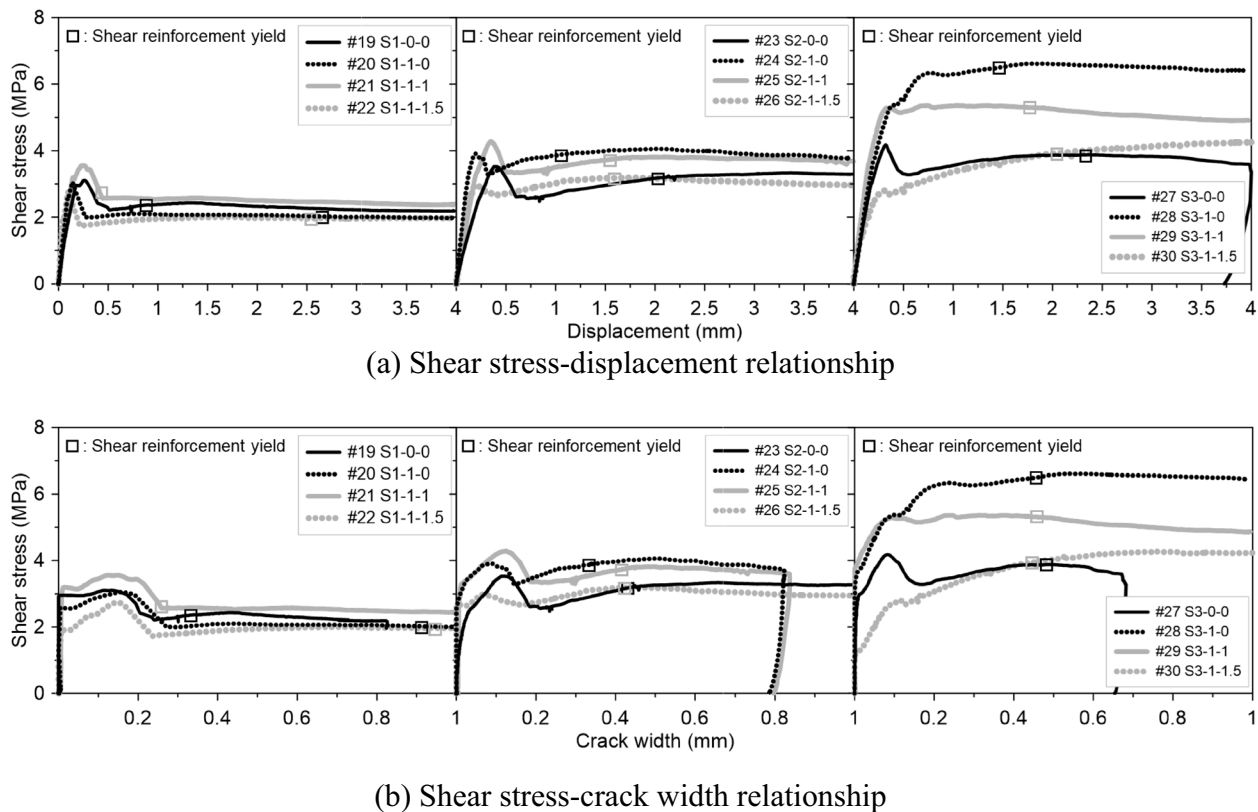 8
6
4
2
0
Shear stress (MPa)
: Shear reinforcement yield
#19 S1-0-0
#20 S1-1-0
#21 S1-1-1
#22 S1-1-1.5
: Shear reinforcement yield
#23 S2-0-0
#24 S2-1-0
#25 S2-1-1
#26 S2-1-1.5
: Shear reinforcement yield
#27 S3-0-0
#28 S3-1-0
#29 S3-1-1
#30 S3-1-1.5
0 0.5 1 1.5 2 2.5 3 3.5 4 0.5 1 1.5 2 2.5 3 3.5 4 0.5 1 1.5 2 2.5 3 3.5 4
Displacement (mm)
(a) Shear stress-displacement relationship
8
6
4
2
0
Shear stress (MPa)
: Shear reinforcement yield
#19 S1-0-0
#20 S1-1-0
#21 S1-1-1
#22 S1-1-1.5
: Shear reinforcement yield
#23 S2-0-0
#24 S2-1-0
#25 S2-1-1
#26 S2-1-1.5
: Shear reinforcement yield
#27 S3-0-0
#28 S3-1-0
#29 S3-1-1
#30 S3-1-1.5
0.2 0.4 0.6 0.8 1 0.2 0.4 0.6 0.8 1 0.2 0.4 0.6 0.8 1
Crack width (mm)
(b) Shear stress-crack width relationship